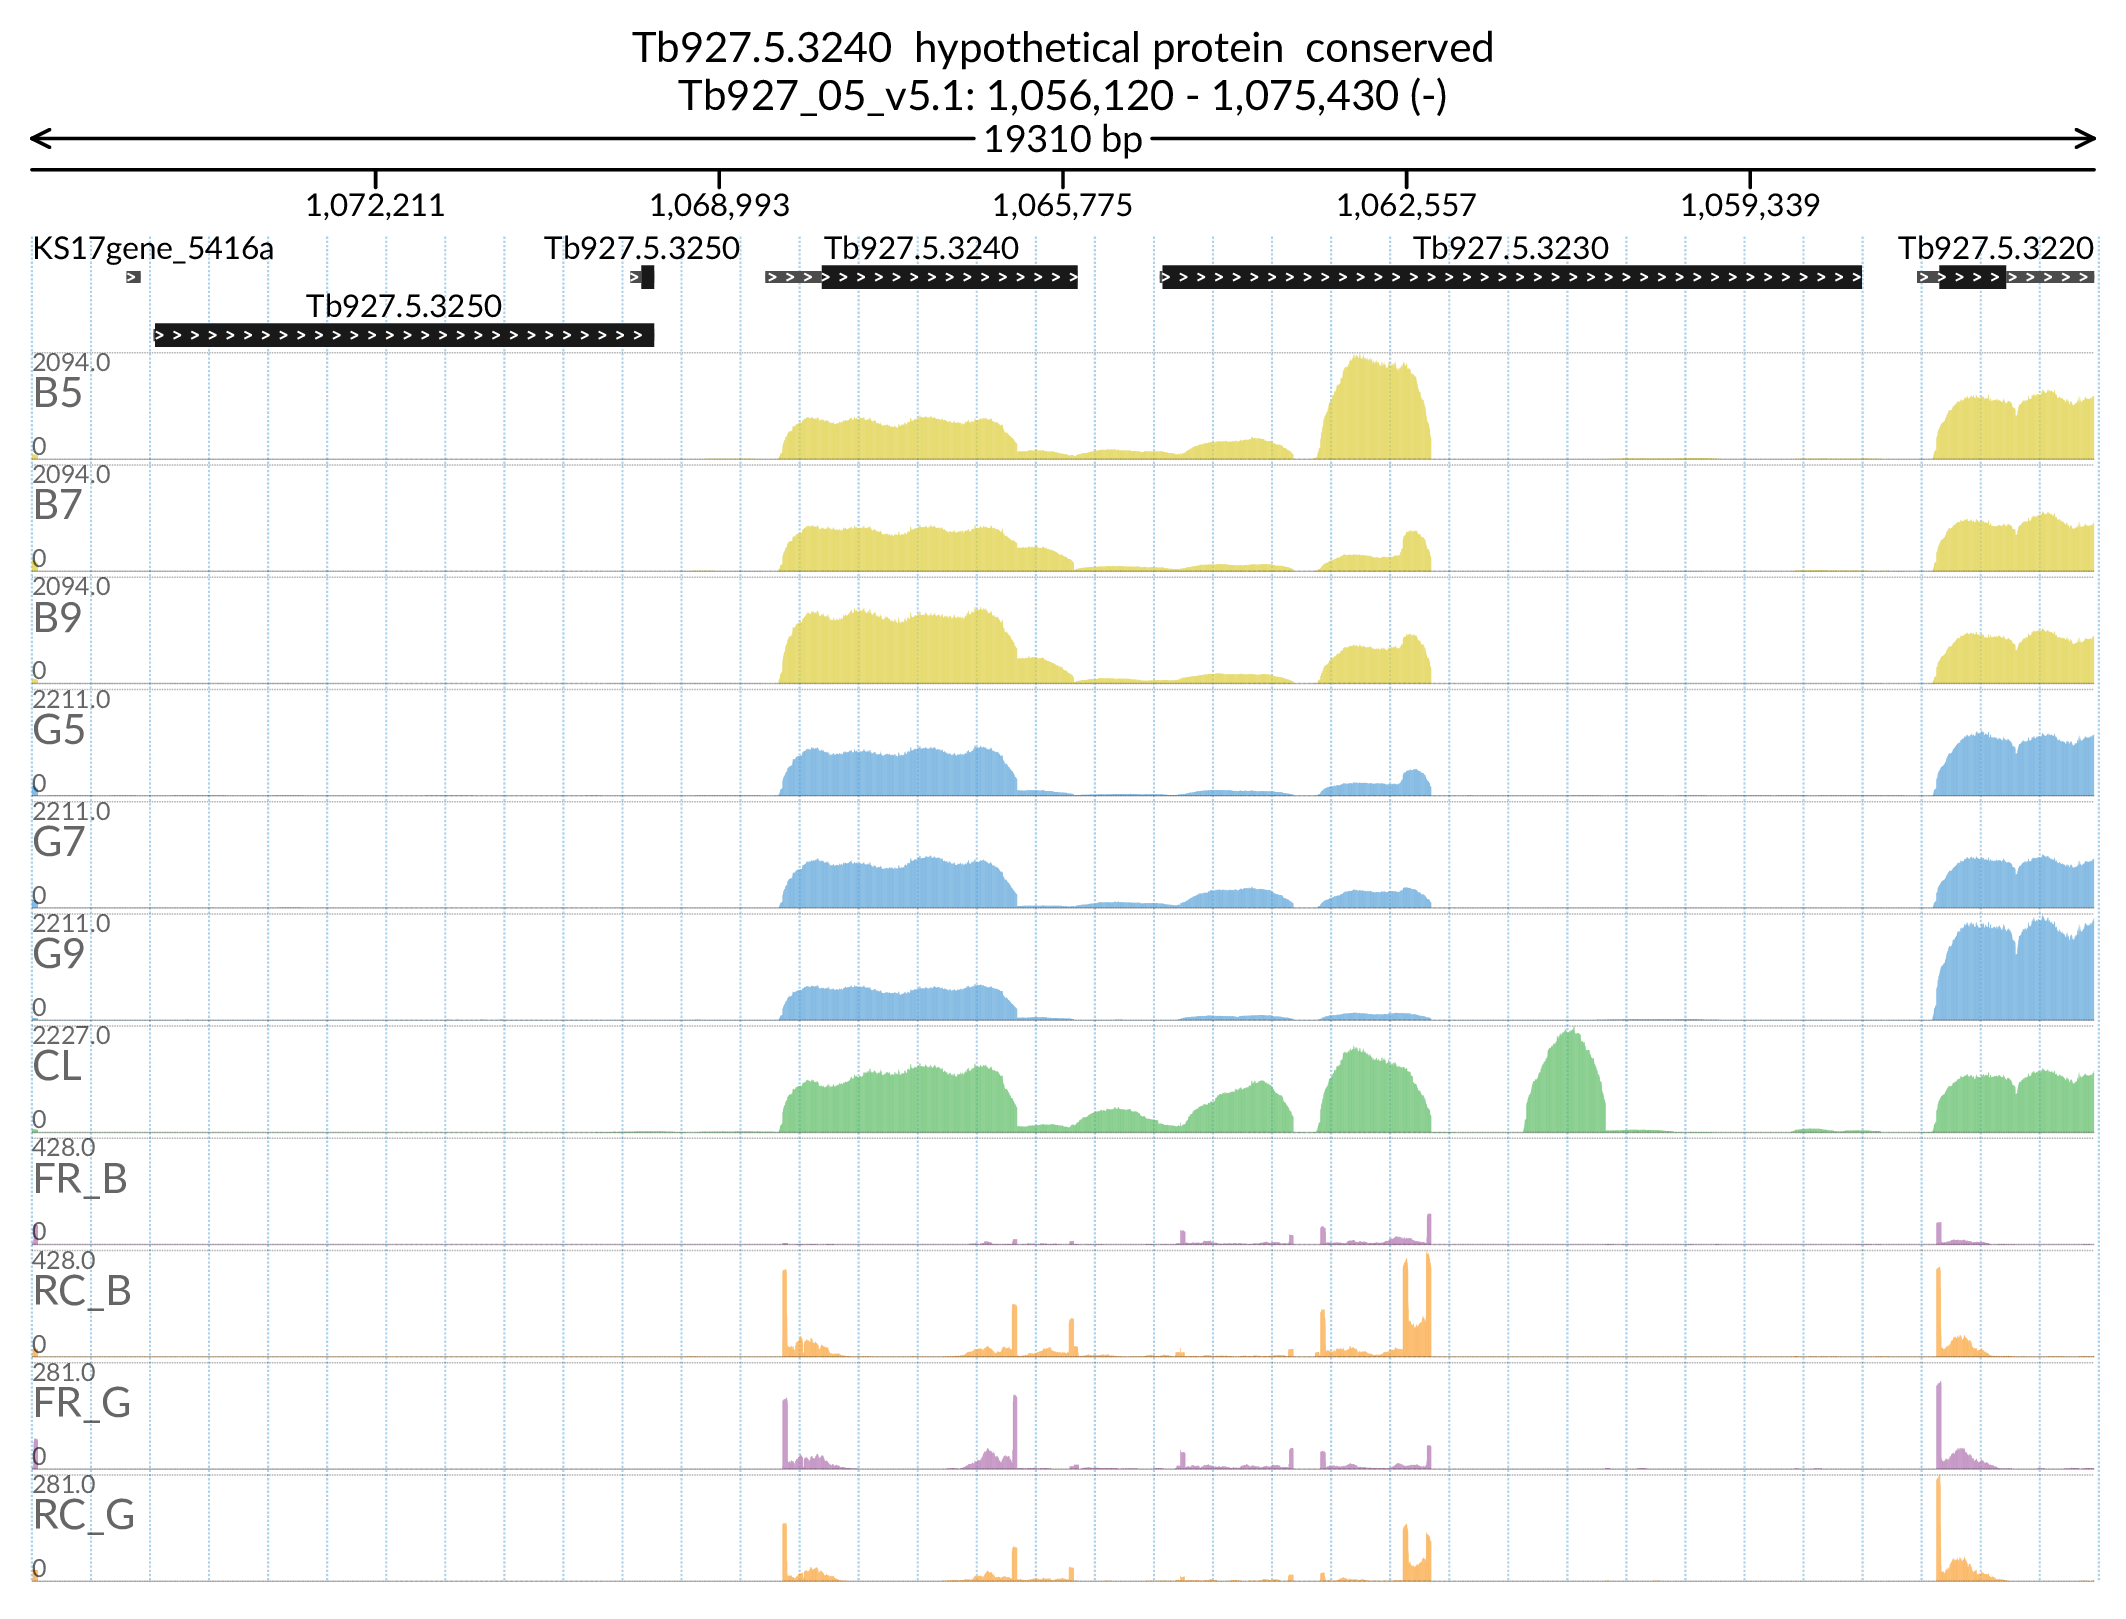 Tb927.5.3240  hypothetical protein  conserved
Tb927_05_v5.1: 1,056,120 - 1,075,430 (-)
19310 bp
1,072,211 1,068,993 1,065,775 1,062,557 1,059,339
KS17gene_5416a Tb927.5.3250 Tb927.5.3240 Tb927.5.3230 Tb927.5.3220
Tb927.5.3250
2094.0
B5
0
2094.0
B7
0
2094.0
B9
0
2211.0
G5
0
2211.0
G7
0
2211.0
G9
0
2227.0
CL
0
428.0
FR_B
0
428.0
RC_B
0
281.0
FR_G
0
281.0
RC_G
0